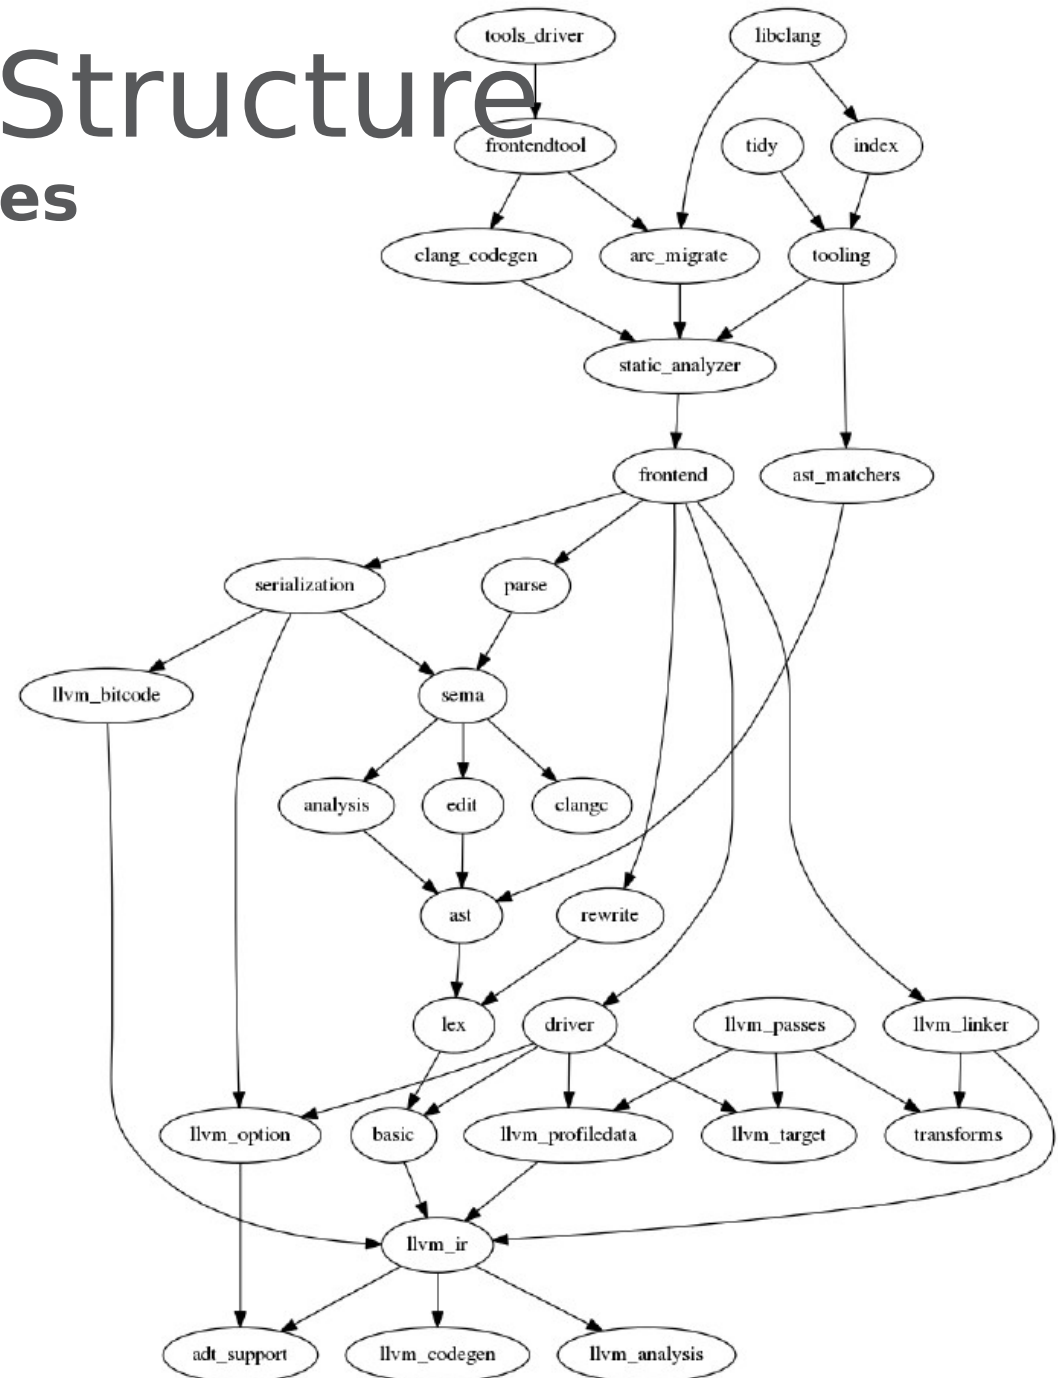 tools_driver
libclang
Structure
frontendtool
tidy
index
es
clang_codegen
arc_migrate
tooling
static_analyzer
frontend
ast_matchers
serialization
parse
llvm_bitcode
sema
analysis
edit
clangc
ast
rewrite
lex
driver
llvm_passes
llvm_linker
llvm_option
basic
llvm_profiledata
llvm_target
transforms
llvm_ir
adt_support
llvm_codegen
llvm_analysis